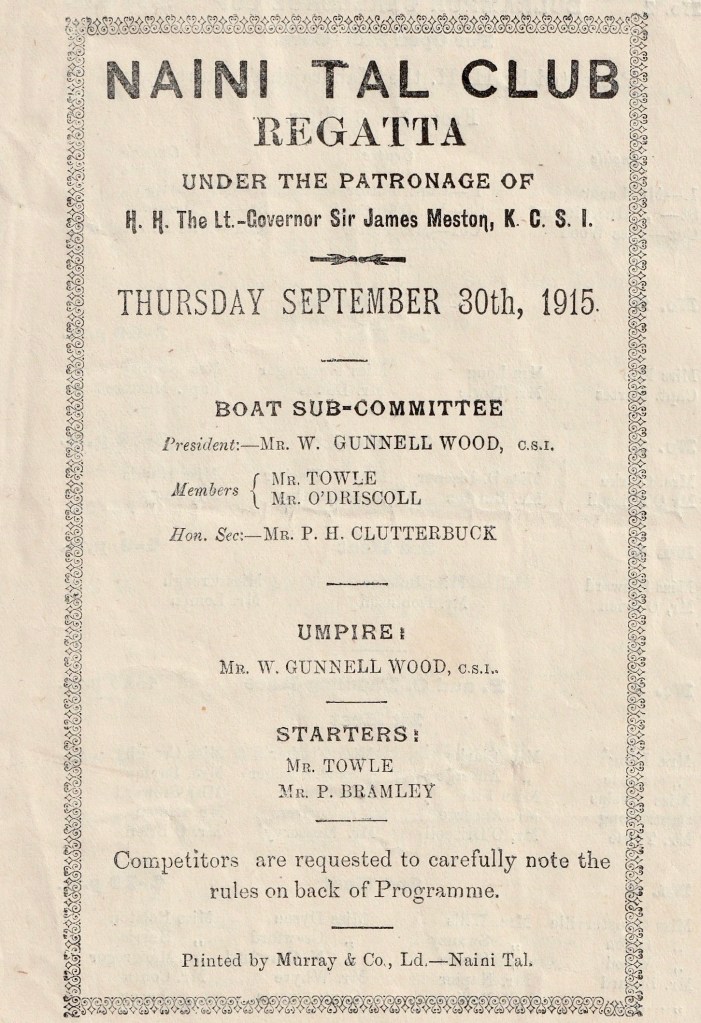 NAINI TAL CLUB
REGATTA
UNDER THE PATRONAGE OF
H. H. The Lt.-Governor Sir James Meston, K. C. S. I.
THURSDAY SEPTEMBER 30th, 1915.
BOAT SUB-COMMITTEE
President:—MR. W. GUNNELL WOOD, C.S.I.
Members { MR. TOWLE
MR. O'DRISCOLL
Hon. Sec:—MR. P. H. CLUTTERBUCK
UMPIRE:
MR. W. GUNNELL WOOD, C.S.I..
STARTERS:
MR. TOWLE
MR. P. BRAMLEY
Competitors are requested to carefully note the
rules on back of Programme.
Printed by Murray & Co., Ld.—Naini Tal.